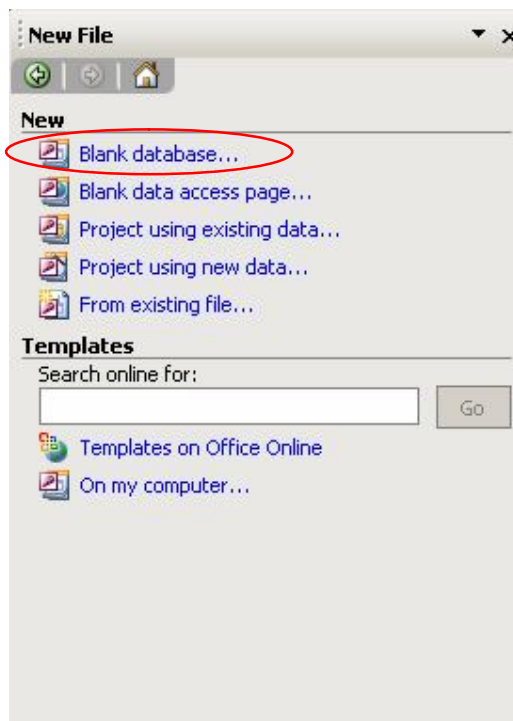 New File
New
Blank database...
Blank data access page...
Project using existing data...
Project using new data...
From existing file...
Templates
Search online for:
Go
Templates on Office Online
On my computer...